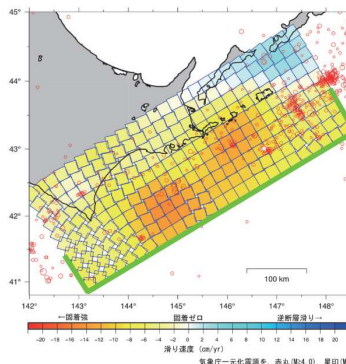 45°
44°
43°
42°
41°
100 km
142° 143° 144° 145° 146° 147° 148°
←固着強 固着ゼロ 逆断層滑り→
-20 -18 -16 -14 -12 -10 -8 -6 -4 -2 0 2 4 6 8 10 12 14 16 18 20
滑り速度 (cm/yr)
気象庁一元化震源を、赤丸(M≥4.0)、星印(M